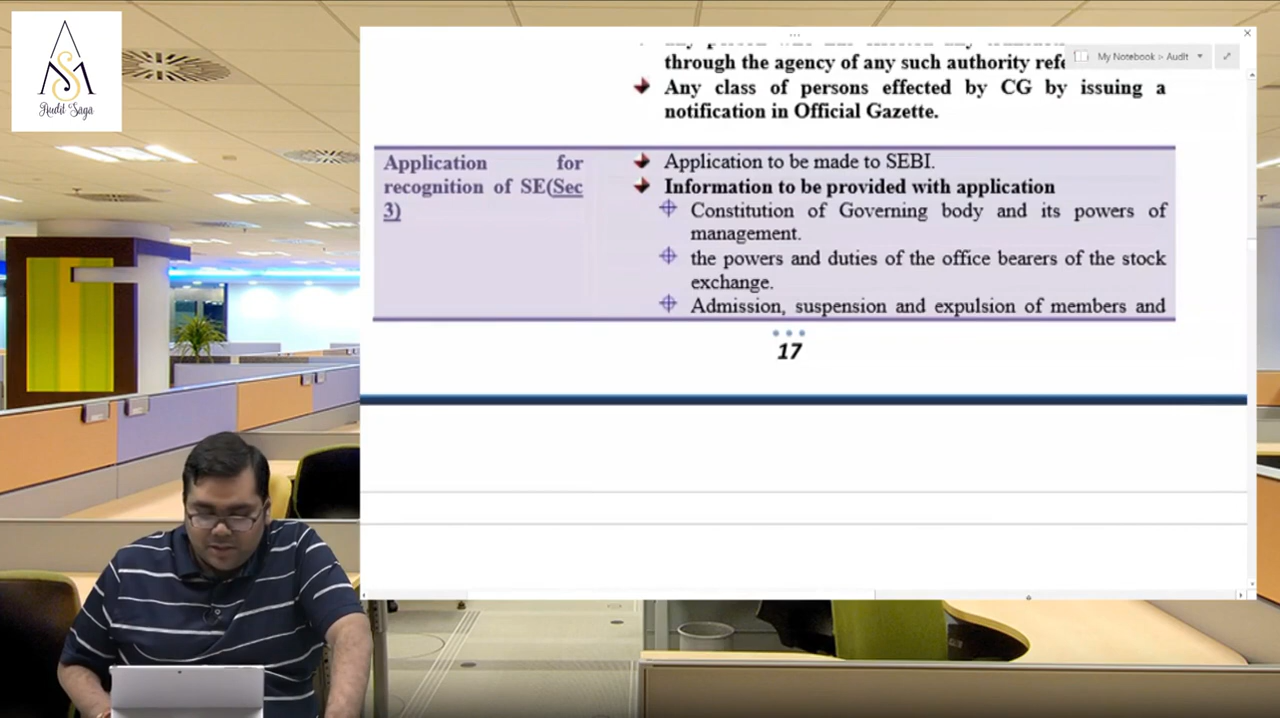 Audit Saga
My Notebook > Audit
through the agency of any such authority refe
Any class of persons effected by CG by issuing a
notification in Official Gazette.
Application for
recognition of SE(Sec
3)
Application to be made to SEBI.
Information to be provided with application
Constitution of Governing body and its powers of
management.
the powers and duties of the office bearers of the stock
exchange.
Admission, suspension and expulsion of members and
17